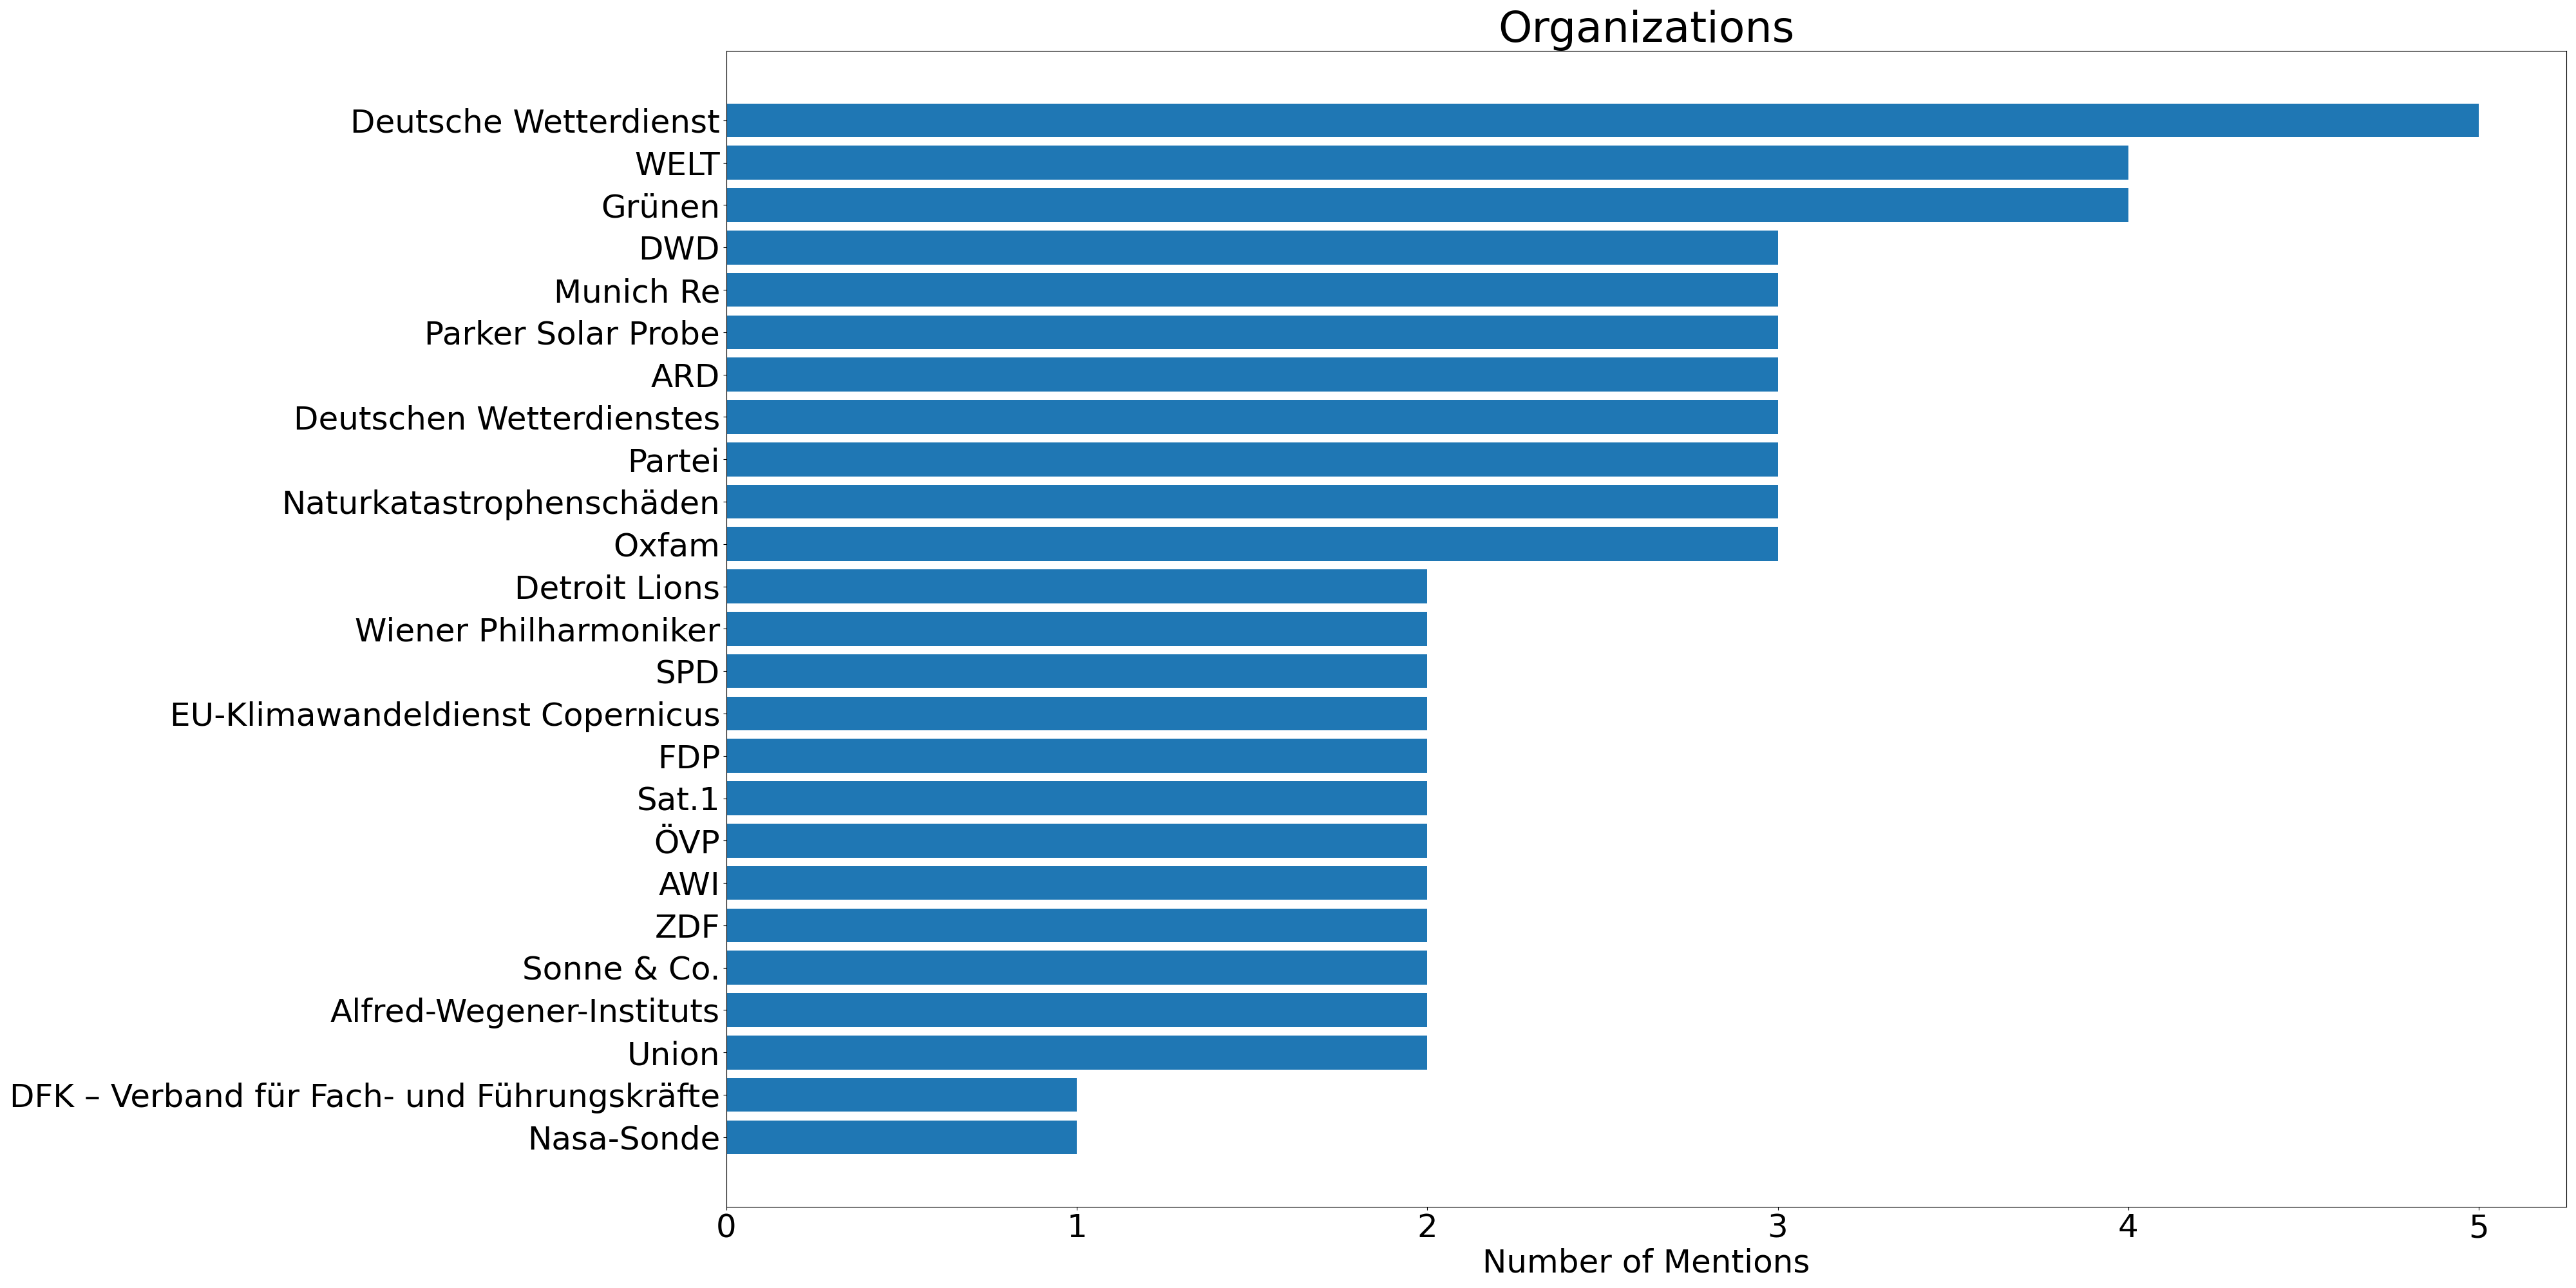 Organizations
Deutsche Wetterdienst
WELT
Grünen
DWD
Munich Re
Parker Solar Probe
ARD
Deutschen Wetterdienstes
Partei
Naturkatastrophenschäden
Oxfam
Detroit Lions
Wiener Philharmoniker
SPD
EU-Klimawandeldienst Copernicus
FDP
Sat.1
ÖVP
AWI
ZDF
Sonne & Co.
Alfred-Wegener-Instituts
Union
DFK – Verband für Fach- und Führungskräfte
Nasa-Sonde
0 1 2 3 4 5
Number of Mentions